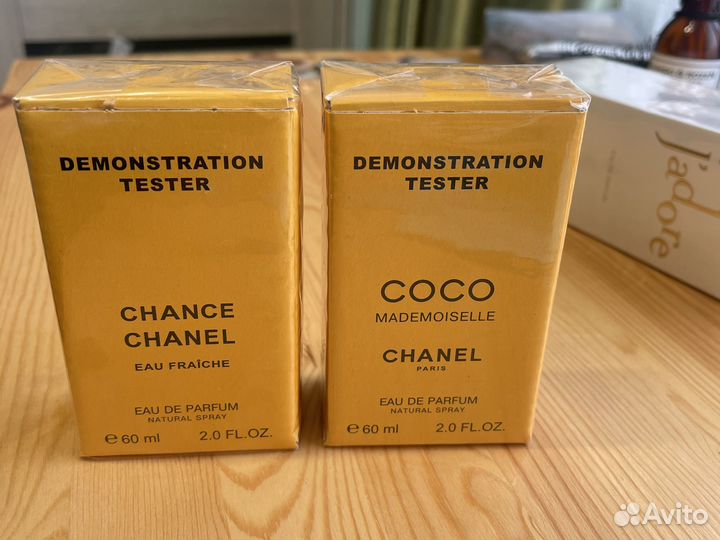 DEMONSTRATION
TESTER
CHANCE
CHANEL
EAU FRAÎCHE
EAU DE PARFUM
NATURAL SPRAY
e 60 ml 2.0 FL.OZ.
DEMONSTRATION
TESTER
COCO
MADEMOISELLE
CHANEL
PARIS
EAU DE PARFUM
NATURAL SPRAY
e 60 ml 2.0 FL.OZ.
J'adore
Avito